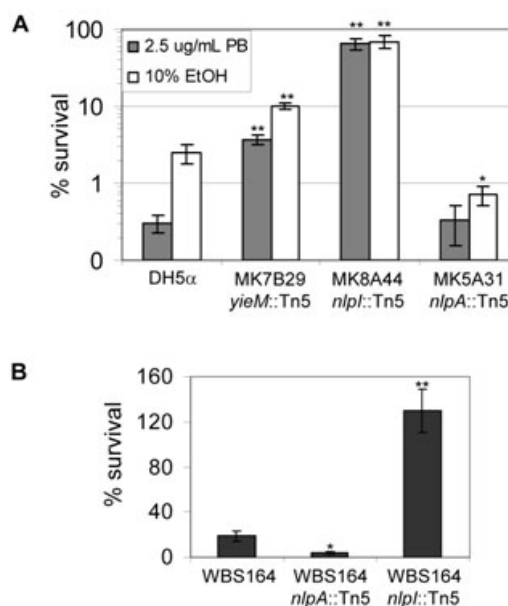 A
100
10
1
0
% survival
2.5 ug/mL PB
10% EtOH
** ** ** ** *
DH5α MK7B29 MK8A44 MK5A31
yieM::Tn5 nlpI::Tn5 nlpA::Tn5
B
160
120
80
40
0
% survival
* **
WBS164 WBS164 WBS164
nlpA::Tn5 nlpI::Tn5